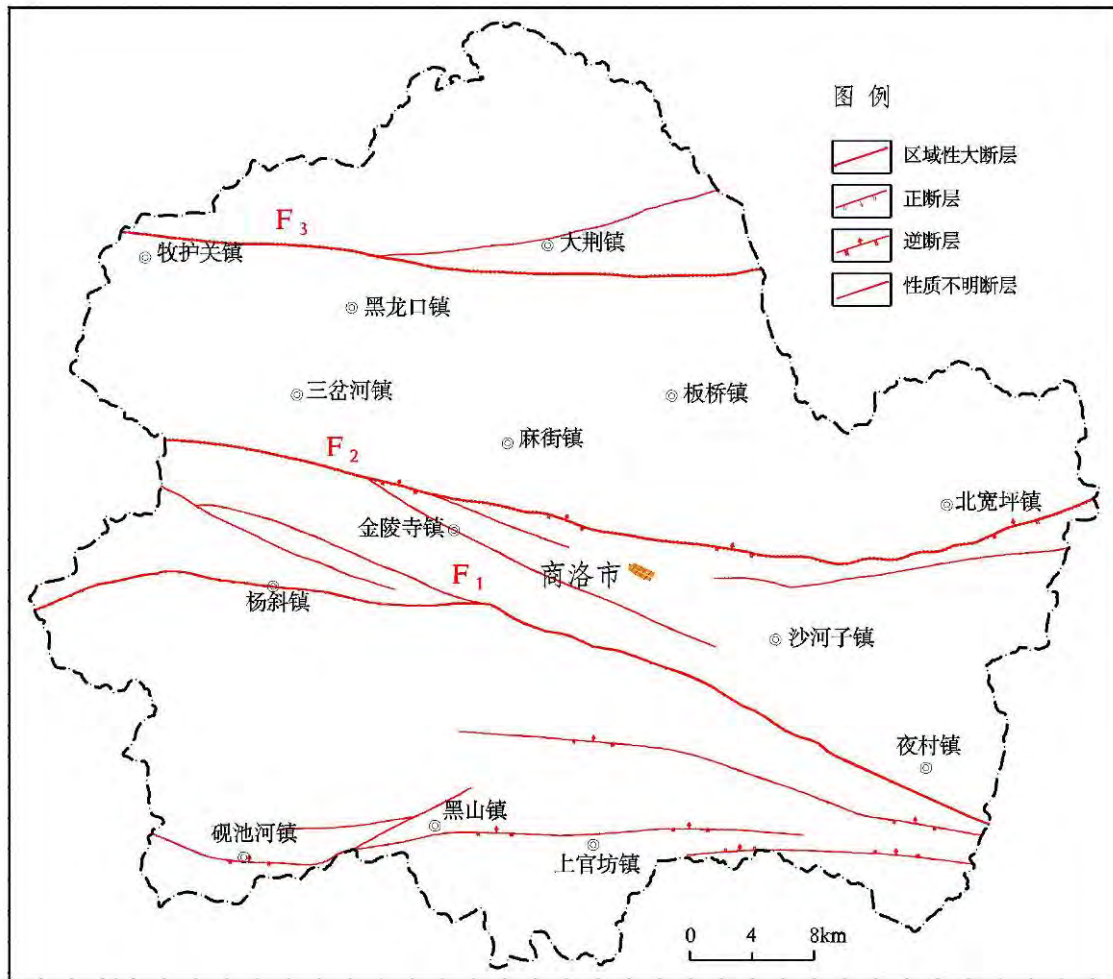 图 例
区域性大断层
正断层
逆断层
性质不明断层
F3
牧护关镇
大荆镇
黑龙口镇
三岔河镇
板桥镇
F2
麻街镇
北宽坪镇
金陵寺镇
商洛市
F1
杨斜镇
沙河子镇
夜村镇
黑山镇
砚池河镇
上官坊镇
0 4 8km